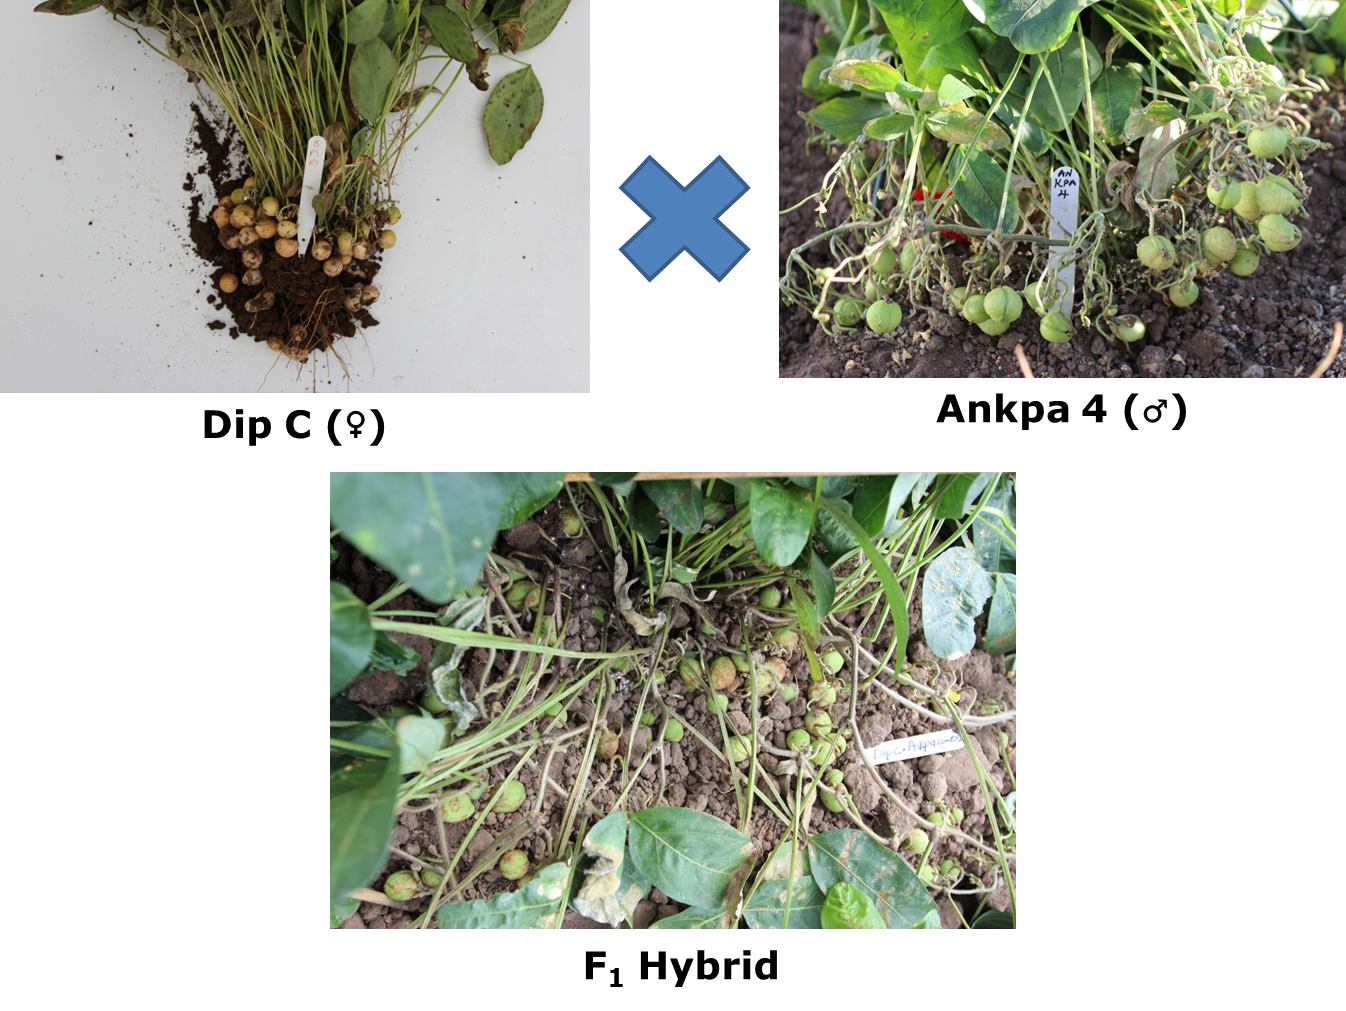 AN
KPA
4
Dip C (♀)
Ankpa 4 (♂)
F₁ Hybrid